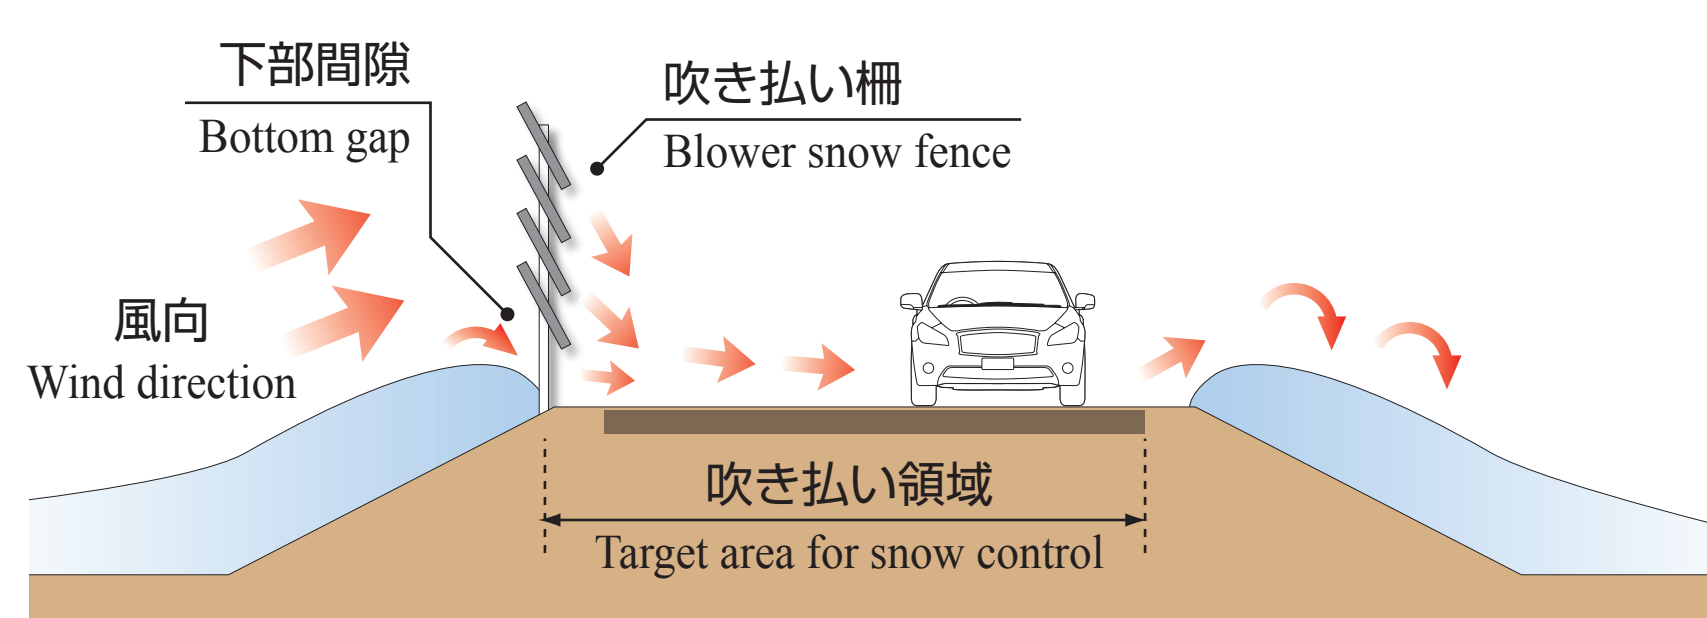 下部間隙
Bottom gap
吹き払い柵
Blower snow fence
風向
Wind direction
吹き払い領域
Target area for snow control